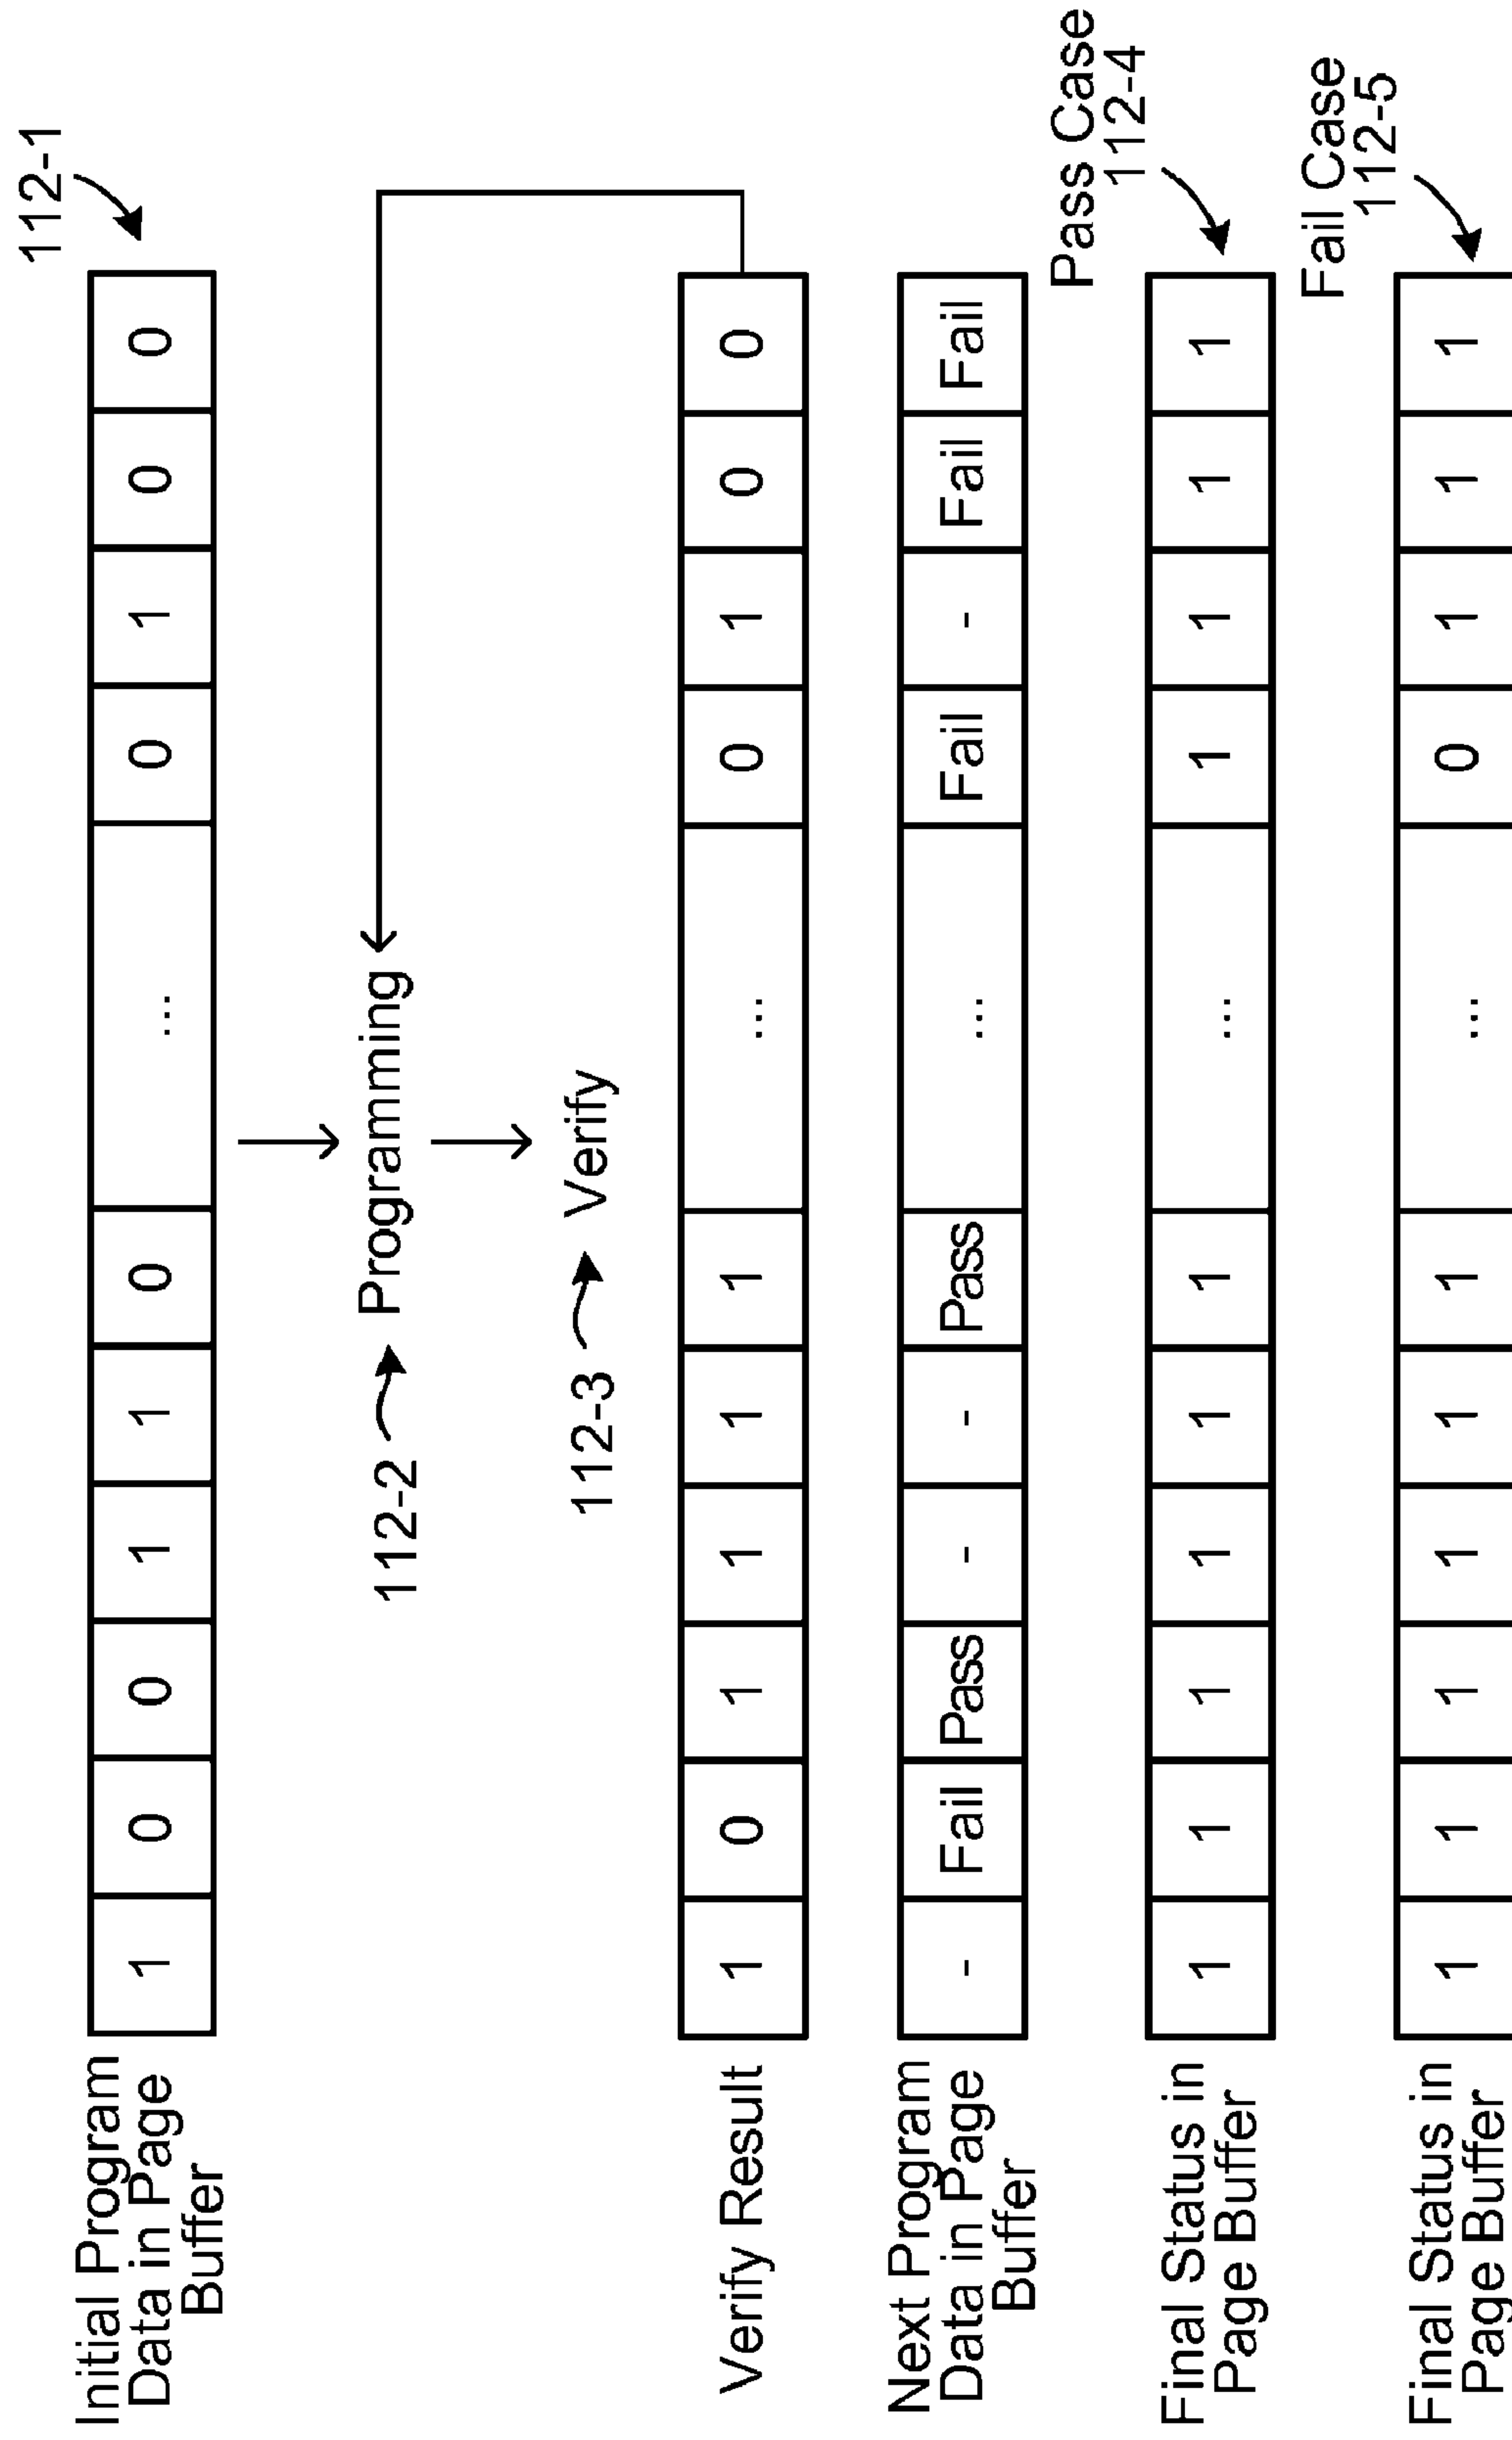 112-1
Initial Program
Data in Page
Buffer
1 0 0 1 1 0 ... 0 1 0 0
112-2 Programming
112-3 Verify
Verify Result
1 0 1 1 1 1 ... 0 1 0 0
Next Program
Data in Page
Buffer
- Fail Pass - - Pass ... Fail - Fail Fail
Pass Case
112-4
Final Status in
Page Buffer
1 1 1 1 1 1 ... 1 1 1 1
Fail Case
112-5
Final Status in
Page Buffer
1 1 1 1 1 1 ... 0 1 1 1